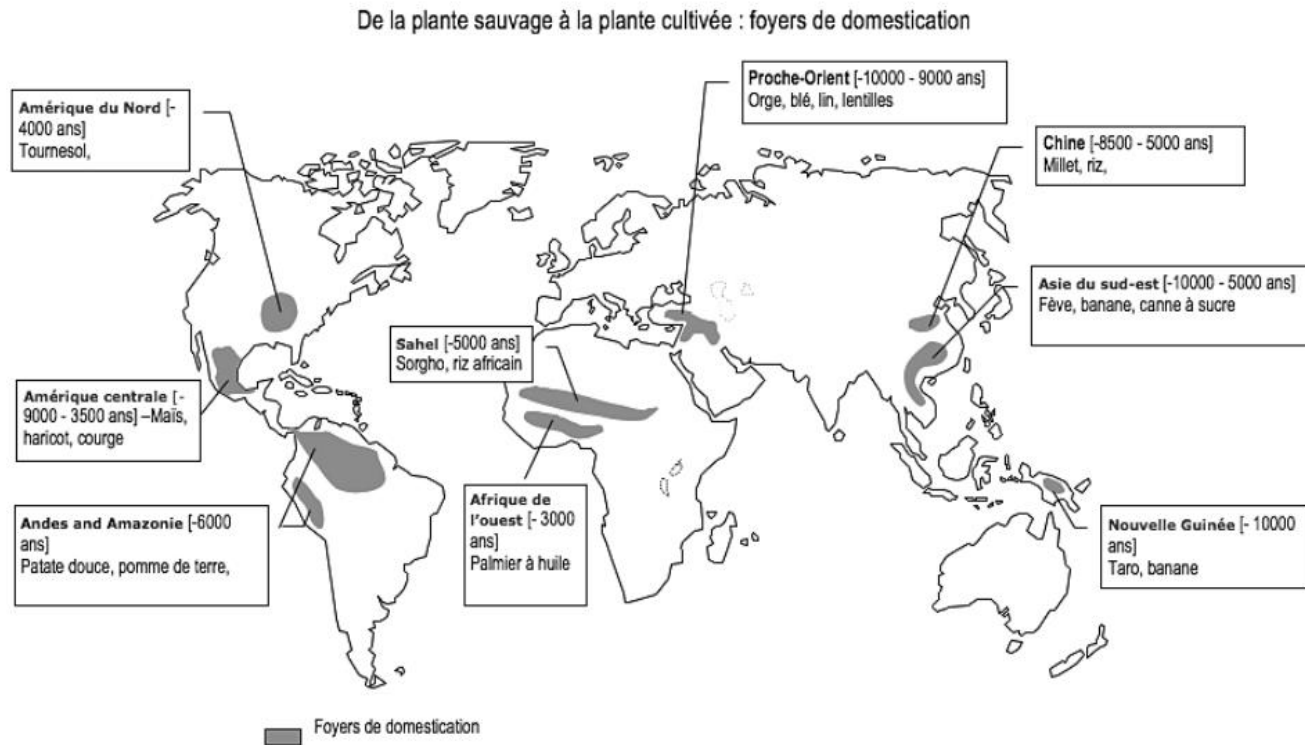 De la plante sauvage à la plante cultivée : foyers de domestication
Amérique du Nord [-
4000 ans]
Tournesol,
Proche-Orient [-10000 - 9000 ans]
Orge, blé, lin, lentilles
Chine [-8500 - 5000 ans]
Millet, riz,
Asie du sud-est [-10000 - 5000 ans]
Fève, banane, canne à sucre
Sahel [-5000 ans]
Sorgho, riz africain
Amérique centrale [-
9000 - 3500 ans] –Maïs,
haricot, courge
Andes and Amazonie [-6000
ans]
Patate douce, pomme de terre,
Afrique de
l'ouest [- 3000
ans]
Palmier à huile
Nouvelle Guinée [- 10000
ans]
Taro, banane
Foyers de domestication